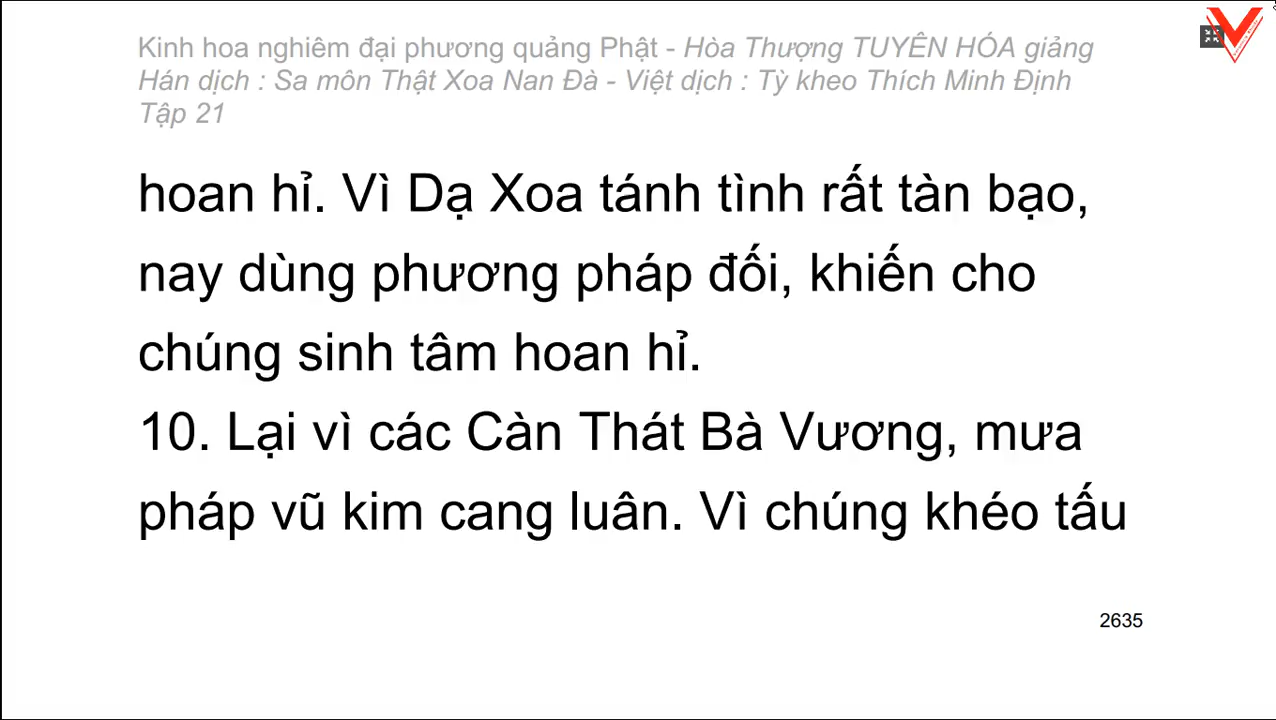 Kinh hoa nghiêm đại phương quảng Phật - Hòa Thượng TUYÊN HÓA giảng
Hán dịch : Sa môn Thật Xoa Nan Đà - Việt dịch : Tỳ kheo Thích Minh Định
Tập 21
hoan hỉ. Vì Dạ Xoa tánh tình rất tàn bạo,
nay dùng phương pháp đối, khiến cho
chúng sinh tâm hoan hỉ.
10. Lại vì các Càn Thát Bà Vương, mưa
pháp vũ kim cang luân. Vì chúng khéo tấu
2635